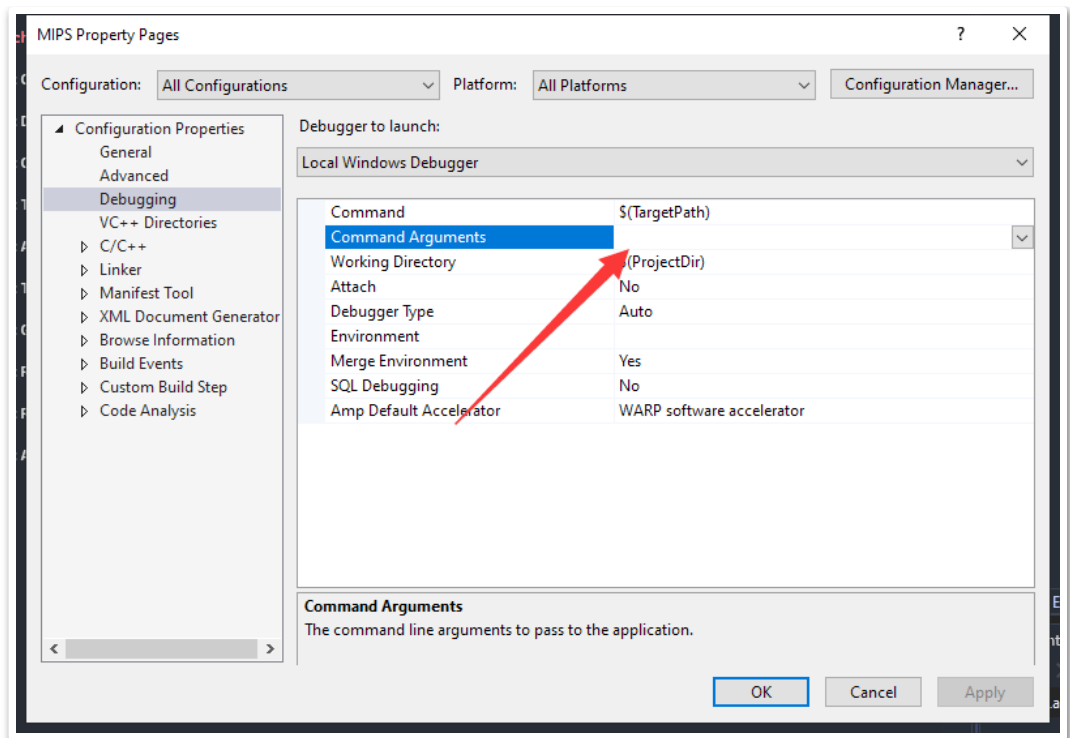 MIPS Property Pages
Configuration: All Configurations Platform: All Platforms Configuration Manager...
Configuration Properties
General
Advanced
Debugging
VC++ Directories
C/C++
Linker
Manifest Tool
XML Document Generator
Browse Information
Build Events
Custom Build Step
Code Analysis
Debugger to launch:
Local Windows Debugger
Command $(TargetPath)
Command Arguments
Working Directory $(ProjectDir)
Attach No
Debugger Type Auto
Environment
Merge Environment Yes
SQL Debugging No
Amp Default Accelerator WARP software accelerator
Command Arguments
The command line arguments to pass to the application.
OK Cancel Apply